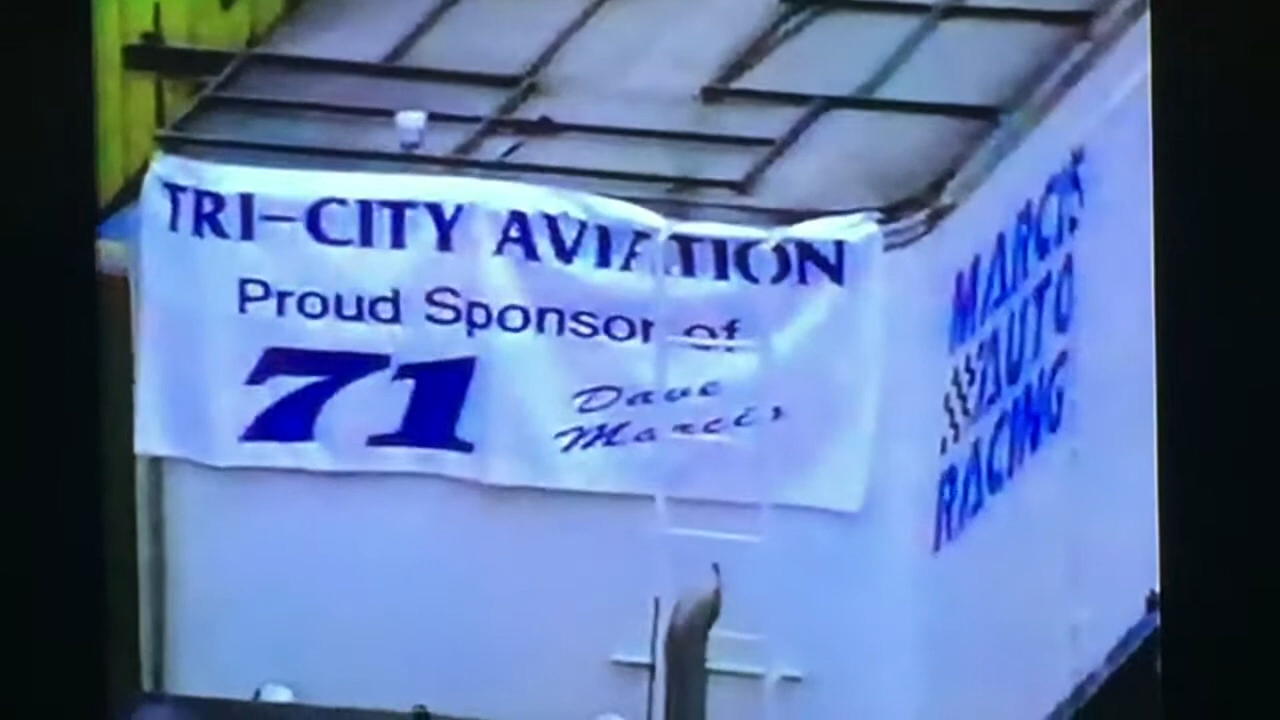 TRI-CITY AVIATION
Proud Sponsor of
71 Dave
Marcis
MARCIS
AUTO
RACING